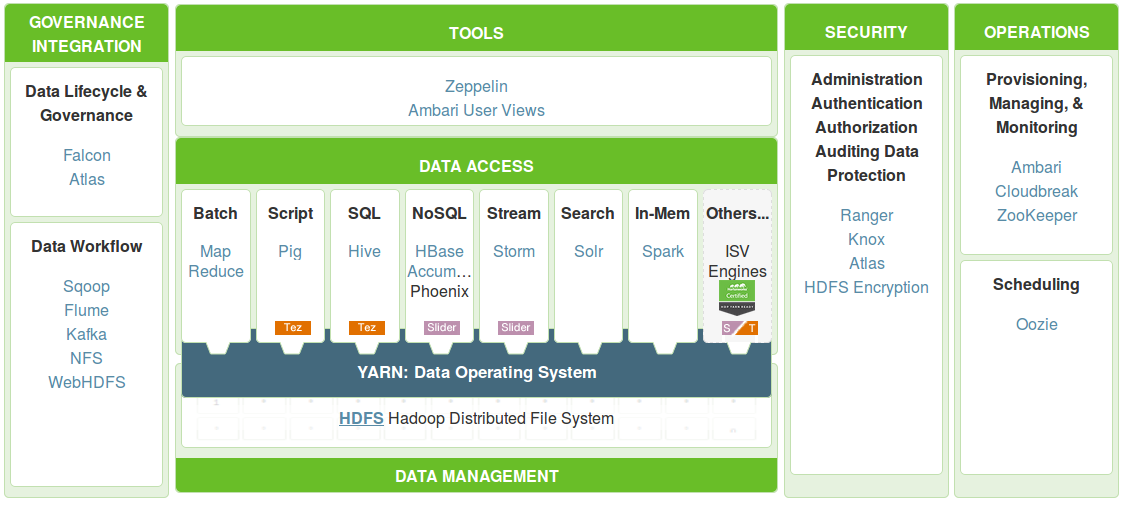 GOVERNANCE
INTEGRATION
Data Lifecycle &
Governance
Falcon
Atlas
Data Workflow
Sqoop
Flume
Kafka
NFS
WebHDFS
TOOLS
Zeppelin
Ambari User Views
DATA ACCESS
Batch
Map
Reduce
Script
Pig
Tez
SQL
Hive
Tez
NoSQL
HBase
Accum...
Phoenix
Slider
Stream
Storm
Slider
Search
Solr
In-Mem
Spark
Others...
ISV
Engines
Certified
S T
YARN: Data Operating System
HDFS Hadoop Distributed File System
DATA MANAGEMENT
SECURITY
Administration
Authentication
Authorization
Auditing Data
Protection
Ranger
Knox
Atlas
HDFS Encryption
OPERATIONS
Provisioning,
Managing, &
Monitoring
Ambari
Cloudbreak
ZooKeeper
Scheduling
Oozie